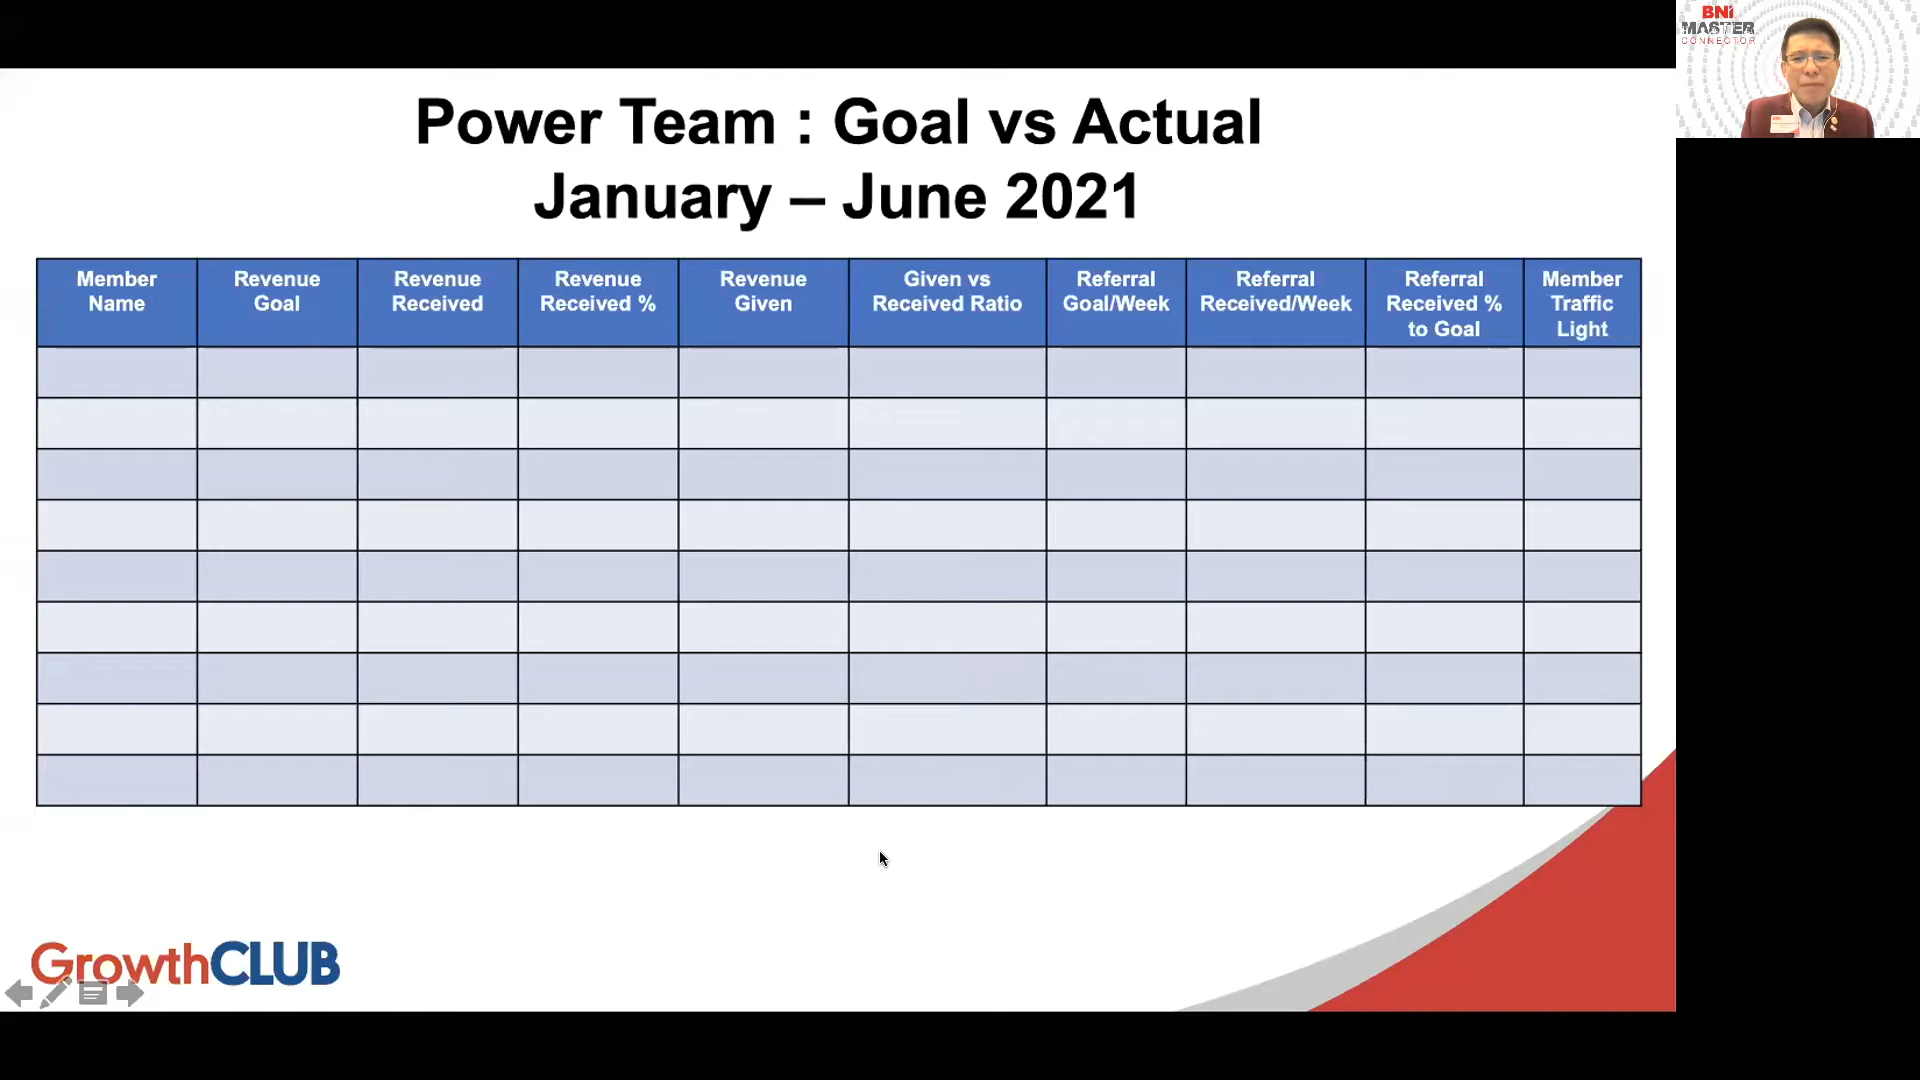 BNI
MASTER
CONNECTOR
Power Team : Goal vs Actual
January – June 2021
Member Name
Revenue Goal
Revenue Received
Revenue Received %
Revenue Given
Given vs Received Ratio
Referral Goal/Week
Referral Received/Week
Referral Received % to Goal
Member Traffic Light
GrowthCLUB